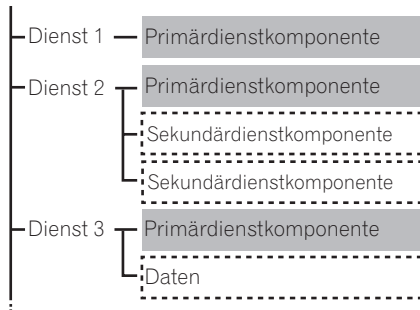 Dienst 1 Primärdienstkomponente
Dienst 2 Primärdienstkomponente
Sekundärdienstkomponente
Sekundärdienstkomponente
Dienst 3 Primärdienstkomponente
Daten